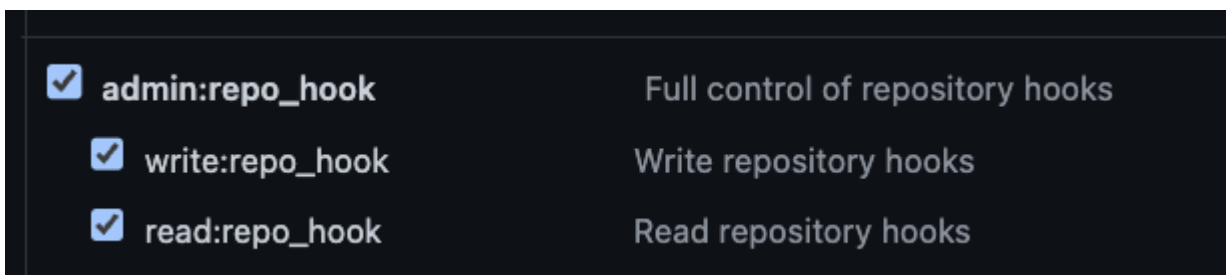 admin:repo_hook Full control of repository hooks
write:repo_hook Write repository hooks
read:repo_hook Read repository hooks